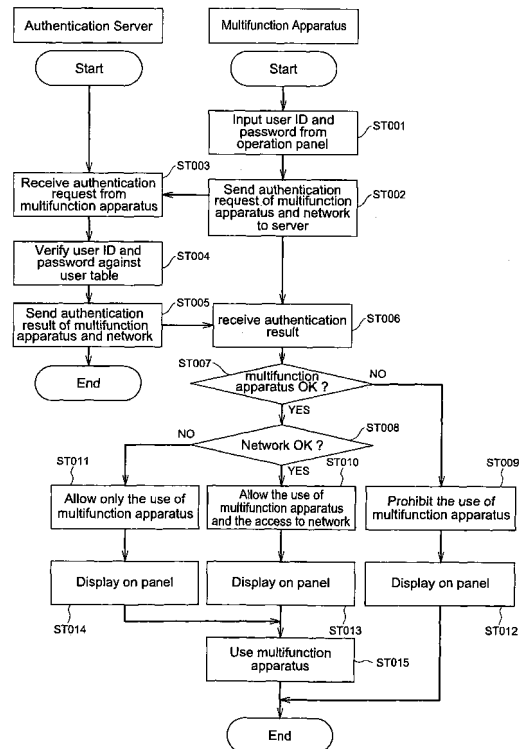 Authentication Server
Multifunction Apparatus
Start
Start
Input user ID and
password from
operation panel
ST001
ST003
Receive authentication
request from
multifunction apparatus
Send authentication
request of multifunction
apparatus and network
to server
ST002
Verify user ID and
password against
user table
ST004
ST005
Send authentication
result of multifunction
apparatus and network
receive authentication
result
ST006
End
ST007
multifunction
apparatus OK ?
NO
YES
ST008
Network OK ?
NO
YES
ST011
ST010
ST009
Allow only the use of
multifunction apparatus
Allow the use of
multifunction apparatus
and the access to network
Prohibit the use of
multifunction apparatus
Display on panel
Display on panel
Display on panel
ST014
ST013
ST012
Use multifunction
apparatus
ST015
End